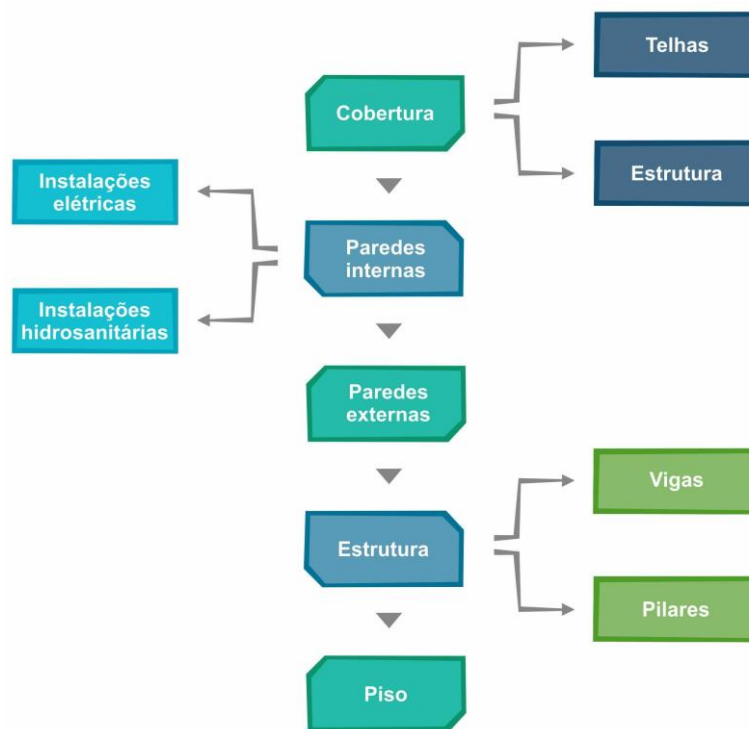 Telhas
Cobertura
Estrutura
Instalações
elétricas
Paredes
internas
Instalações
hidrosanitárias
Paredes
externas
Vigas
Estrutura
Pilares
Piso